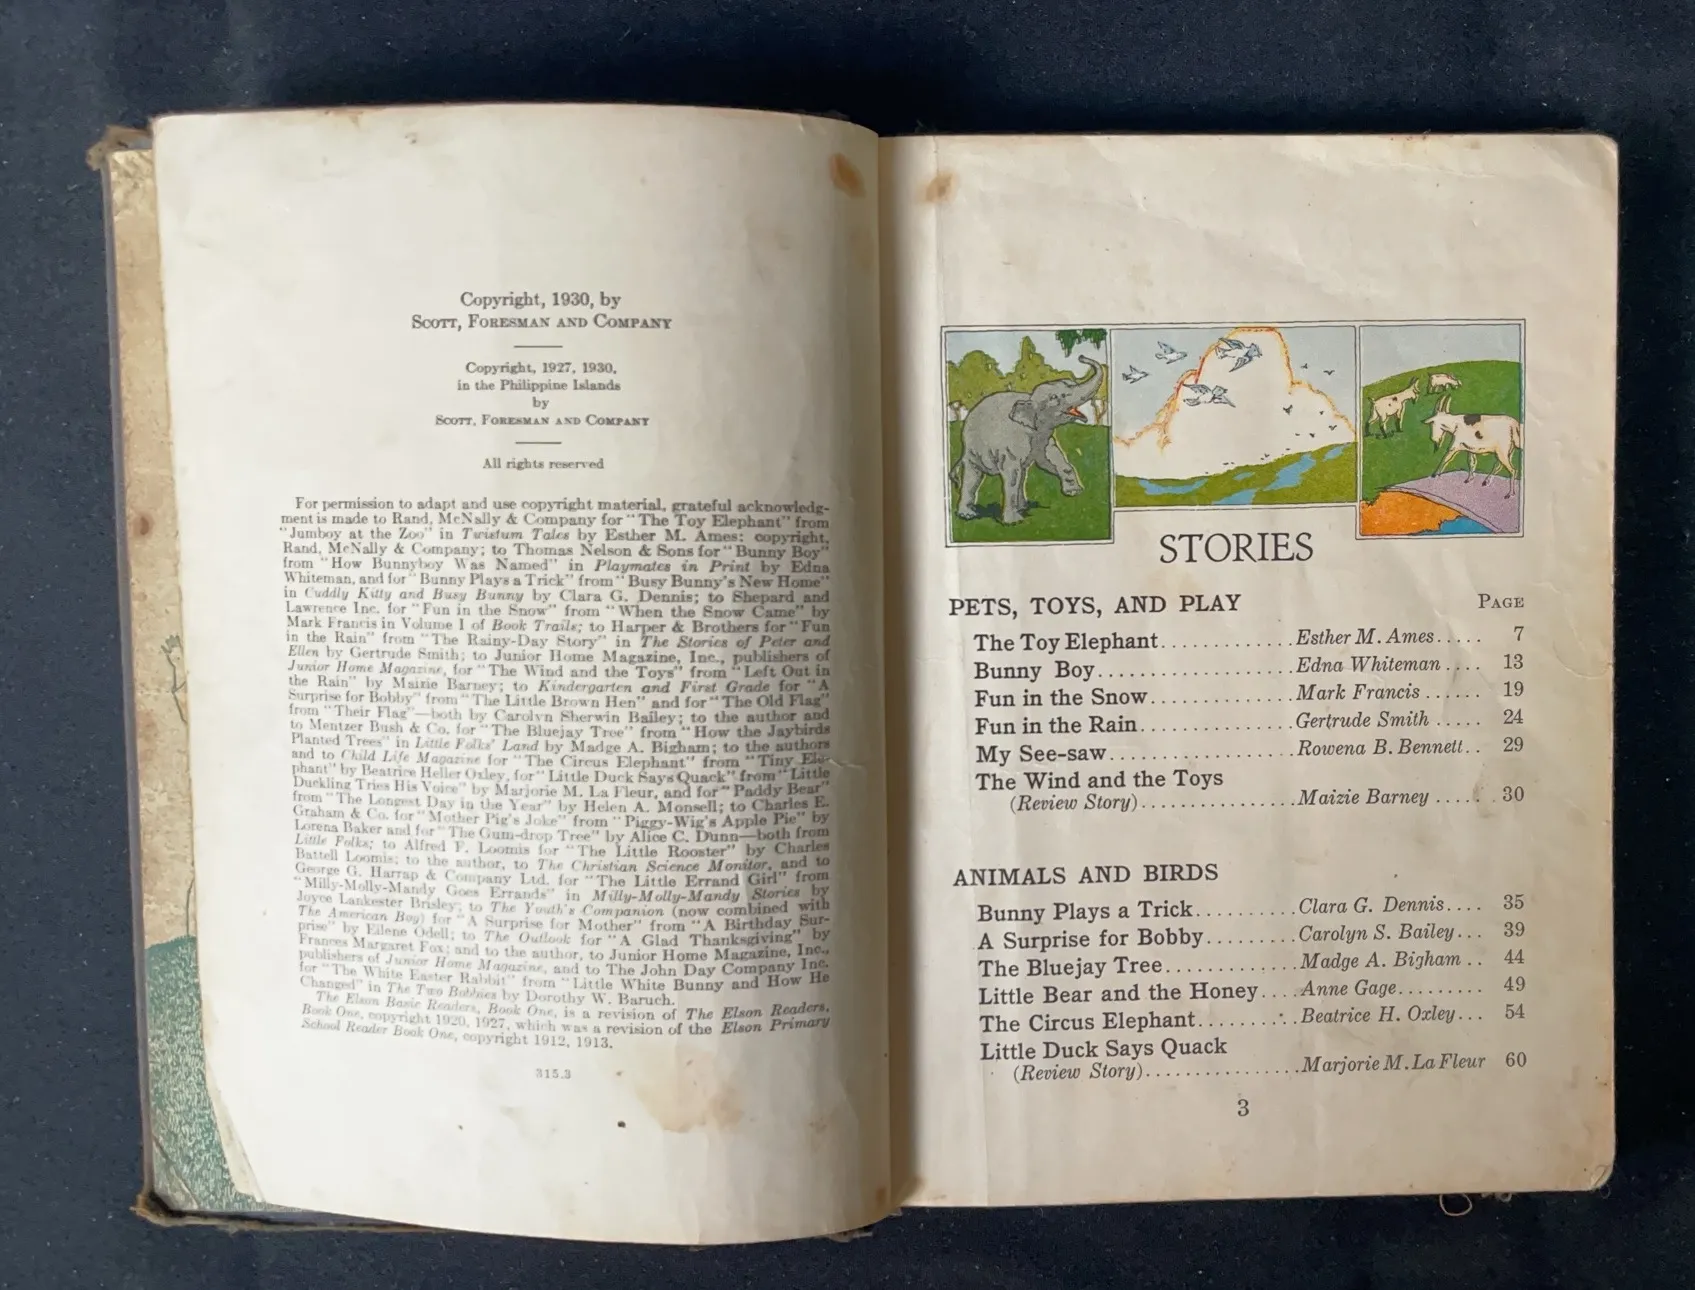 Copyright, 1930, by
SCOTT, FORESMAN AND COMPANY
Copyright, 1927, 1930,
in the Philippine Islands
by
SCOTT, FORESMAN AND COMPANY
All rights reserved
For permission to adapt and use copyright material, grateful acknowledg-
ment is made to Rand, McNally & Company for "The Toy Elephant" from
"Jumboy at the Zoo" in Twistum Tales by Esther M. Ames: copyright,
Rand, McNally & Company; to Thomas Nelson & Sons for "Bunny Boy"
from "How Bunnyboy Was Named" in Playmates in Print by Edna
Whiteman, and for "Bunny Plays a Trick" from "Busy Bunny's New Home"
in Cuddly Kitty and Busy Bunny by Clara G. Dennis; to Shepard and
Lawrence Inc. for "Fun in the Snow" from "When the Snow Came" by
Mark Francis in Volume I of Book Trails; to Harper & Brothers for "Fun
in the Rain" from "The Rainy-Day Story" in The Stories of Peter and
Ellen by Gertrude Smith; to Junior Home Magazine, Inc., publishers of
Junior Home Magazine, for "The Wind and the Toys" from "Left Out in
the Rain" by Maizie Barney; to Kindergarten and First Grade for "A
Surprise for Bobby" from "The Little Brown Hen" and for "The Old Flag"
from "Their Flag"—both by Carolyn Sherwin Bailey; to the author and
to Mentzer Bush & Co. for "The Bluejay Tree" from "How the Jaybirds
Planted Trees" in Little Folks' Land by Madge A. Bigham; to the authors
and to Child Life Magazine for "The Circus Elephant" from "Tiny Ele-
phant" by Beatrice Heller Oxley, for "Little Duck Says Quack" from "Little
Duckling Tries His Voice" by Marjorie M. La Fleur, and for "Paddy Bear"
from "The Longest Day in the Year" by Helen A. Monsell; to Charles E.
Graham & Co. for "Mother Pig's Joke" from "Piggy-Wig's Apple Pie" by
Lorena Baker and for "The Gum-drop Tree" by Alice C. Dunn—both from
Little Folks; to Alfred F. Loomis for "The Little Rooster" by Charles
Battell Loomis; to the author, to The Christian Science Monitor, and to
George G. Harrap & Company Ltd. for "The Little Errand Girl" from
"Milly-Molly-Mandy Goes Errands" in Milly-Molly-Mandy Stories by
Joyce Lankester Brisley; to The Youth's Companion (now combined with
The American Boy) for "A Surprise for Mother" from "A Birthday Sur-
prise" by Eilene Odell; to The Outlook for "A Glad Thanksgiving" by
Frances Margaret Fox; and to the author, to Junior Home Magazine, Inc.,
publishers of Junior Home Magazine, and to The John Day Company Inc.
for "The White Easter Rabbit" from "Little White Bunny and How He
Changed" in The Two Bobbies by Dorothy W. Baruch.
The Elson Basic Readers, Book One, is a revision of The Elson Readers,
Book One, copyright 1920, 1927, which was a revision of the Elson Primary
School Reader Book One, copyright 1912, 1913.
315.3
STORIES
PETS, TOYS, AND PLAY PAGE
The Toy Elephant............Esther M. Ames..... 7
Bunny Boy..................Edna Whiteman.... 13
Fun in the Snow.............Mark Francis...... 19
Fun in the Rain.............Gertrude Smith..... 24
My See-saw.................Rowena B. Bennett.. 29
The Wind and the Toys
(Review Story)...............Maizie Barney..... 30
ANIMALS AND BIRDS
Bunny Plays a Trick.........Clara G. Dennis.... 35
A Surprise for Bobby........Carolyn S. Bailey... 39
The Bluejay Tree............Madge A. Bigham.. 44
Little Bear and the Honey....Anne Gage......... 49
The Circus Elephant.........Beatrice H. Oxley... 54
Little Duck Says Quack
(Review Story)...............Marjorie M. La Fleur 60
3